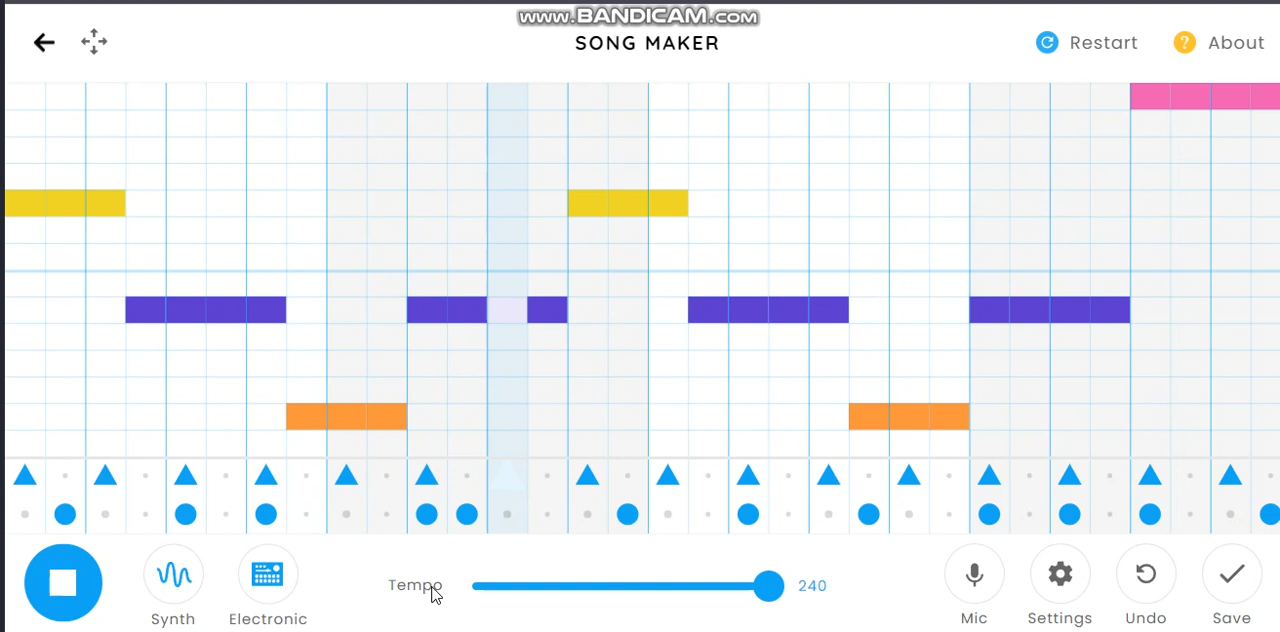 www.BANDICAM.com
SONG MAKER
Restart
About
Synth
Electronic
Tempo
240
Mic
Settings
Undo
Save